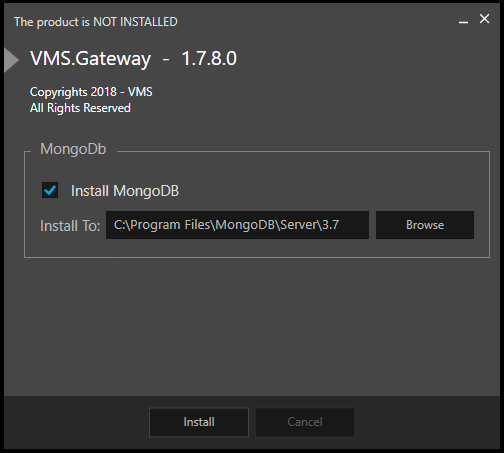 The product is NOT INSTALLED
VMS.Gateway - 1.7.8.0
Copyrights 2018 - VMS
All Rights Reserved
MongoDb
Install MongoDB
Install To: C:\Program Files\MongoDB\Server\3.7 Browse
Install Cancel